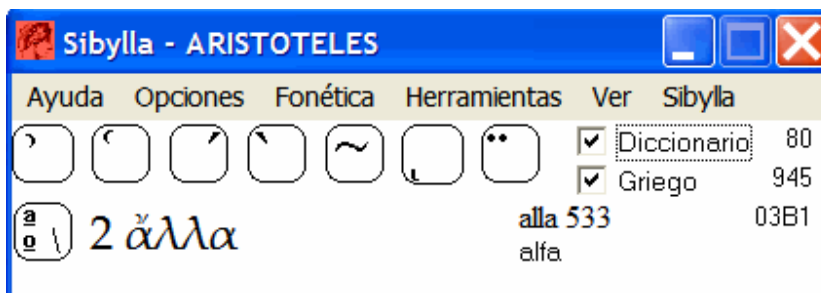 Sibylla - ARISTOTELES
Ayuda Opciones Fonética Herramientas Ver Sibylla
Diccionario 80
Griego 945
2 ἄλλα alla 533 03B1
alfa